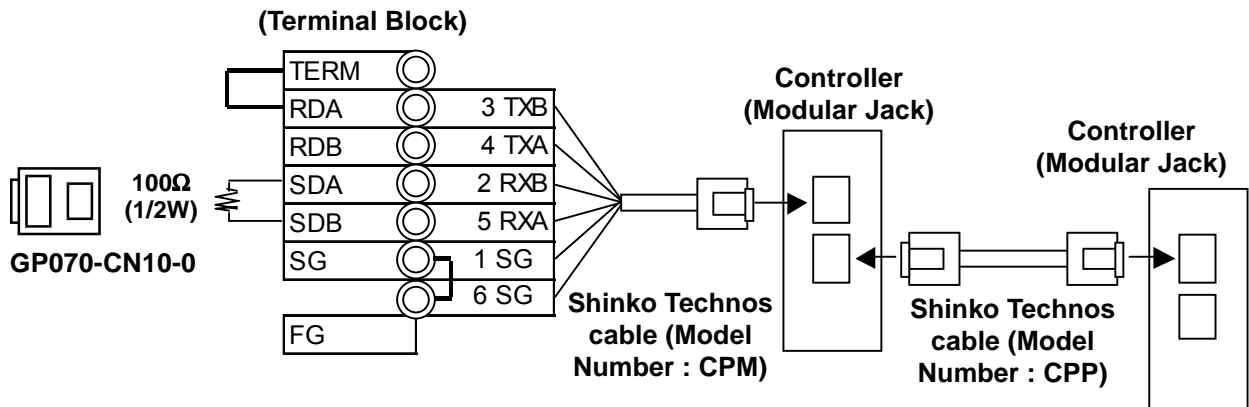 (Terminal Block)
TERM
RDA
3 TXB
RDB
4 TXA
SDA
2 RXB
SDB
5 RXA
SG
1 SG
6 SG
FG
100Ω
(1/2W)
GP070-CN10-0
Controller
(Modular Jack)
Controller
(Modular Jack)
Shinko Technos
cable (Model
Number : CPM)
Shinko Technos
cable (Model
Number : CPP)